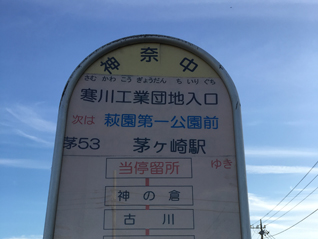 神奈中
さむ かわ こう ぎょうだん ち いり ぐち
寒川工業団地入口
次は 萩園第一公園前
茅53 茅ヶ崎駅
ゆき
当停留所
神の倉
古川